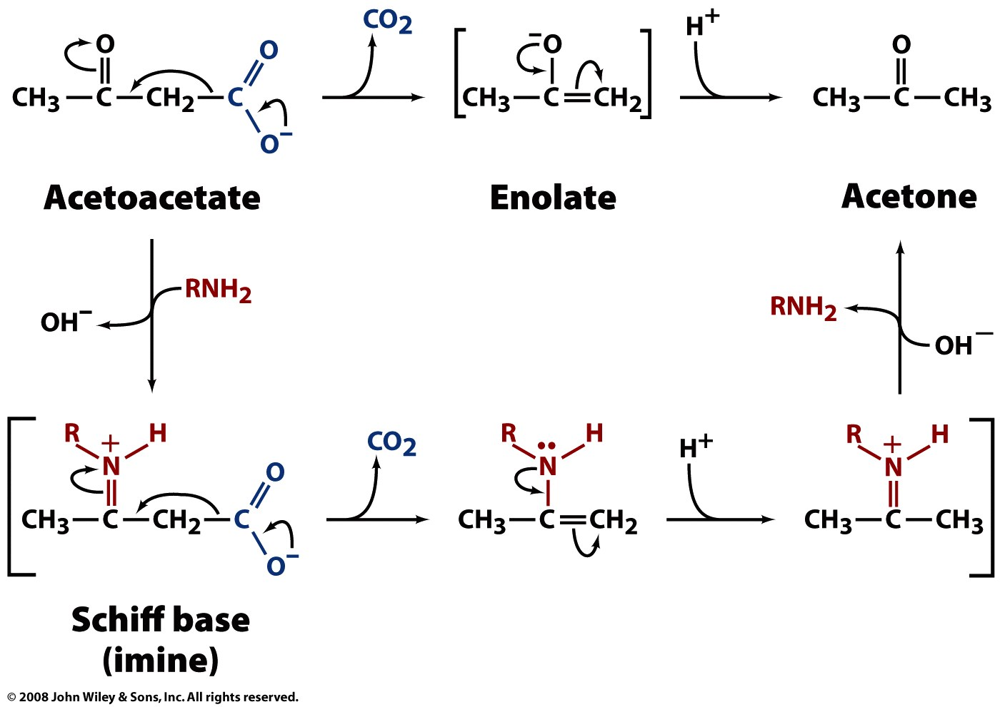 CO2
H+
O O −O O
CH3 C CH2 C CH3 C CH2 CH3 C CH3
O−
Acetoacetate Enolate Acetone
RNH2
OH−
RNH2
OH−
R + H R H R + H
CO2
H+
N O N N
CH3 C CH2 C CH3 C CH2 CH3 C CH3
O−
Schiff base
(imine)
© 2008 John Wiley & Sons, Inc. All rights reserved.